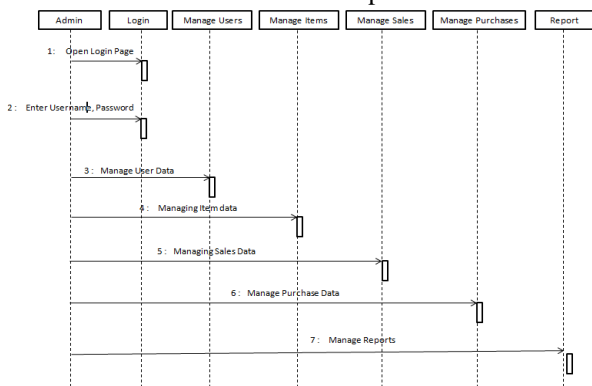 Admin
Login
Manage Users
Manage Items
Manage Sales
Manage Purchases
Report
1: Open Login Page
2 : Enter Username, Password
3 : Manage User Data
4 : Managing Item data
5 : Managing Sales Data
6 : Manage Purchase Data
7 : Manage Reports